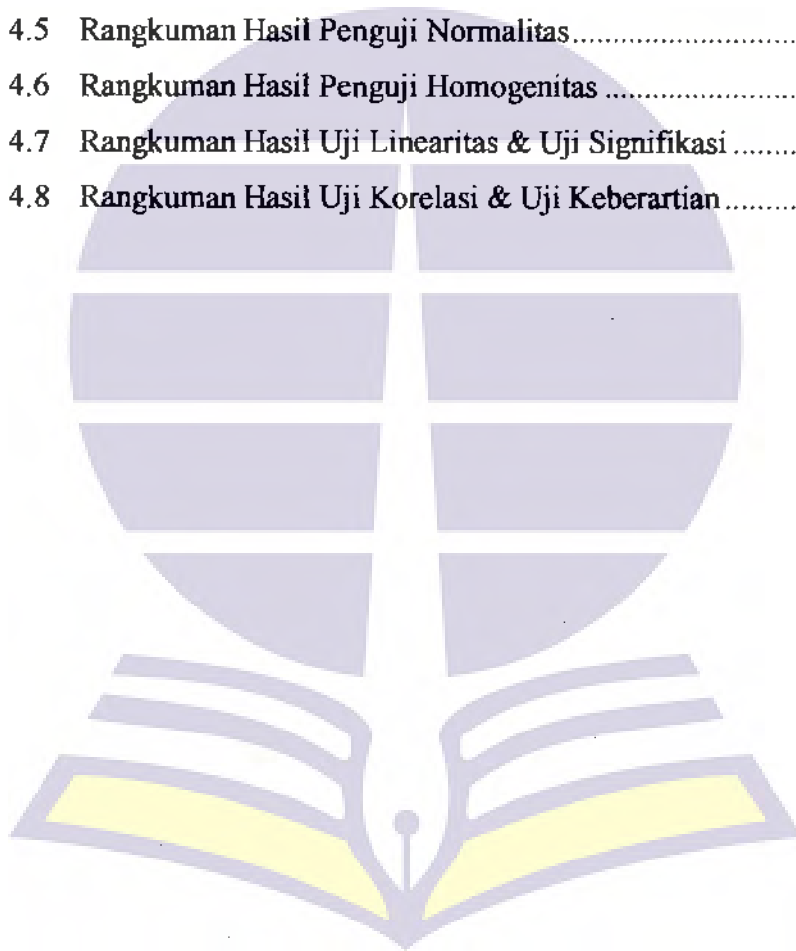 4.5 Rangkuman Hasil Penguji Normalitas............................
4.6 Rangkuman Hasil Penguji Homogenitas ........................
4.7 Rangkuman Hasil Uji Linearitas & Uji Signifikasi ........
4.8 Rangkuman Hasil Uji Korelasi & Uji Keberartian.........